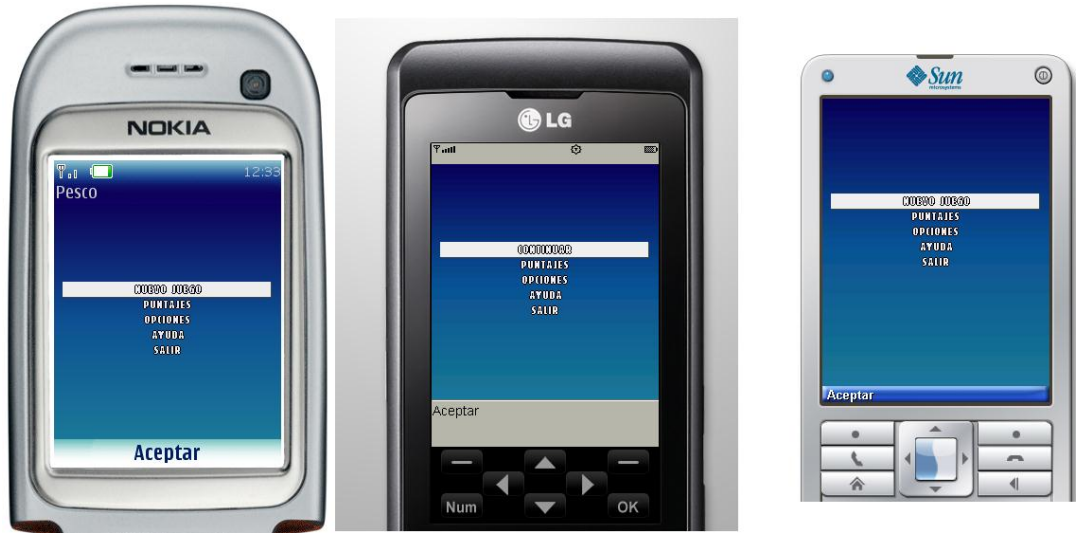 NOKIA
12:33
Pesco
NUEVO JUEGO
PUNTAJES
OPCIONES
AYUDA
SALIR
Aceptar
LG
CONTINUAR
PUNTAJES
OPCIONES
AYUDA
SALIR
Aceptar
Num
OK
Sun
microsystems
NUEVO JUEGO
PUNTAJES
OPCIONES
AYUDA
SALIR
Aceptar